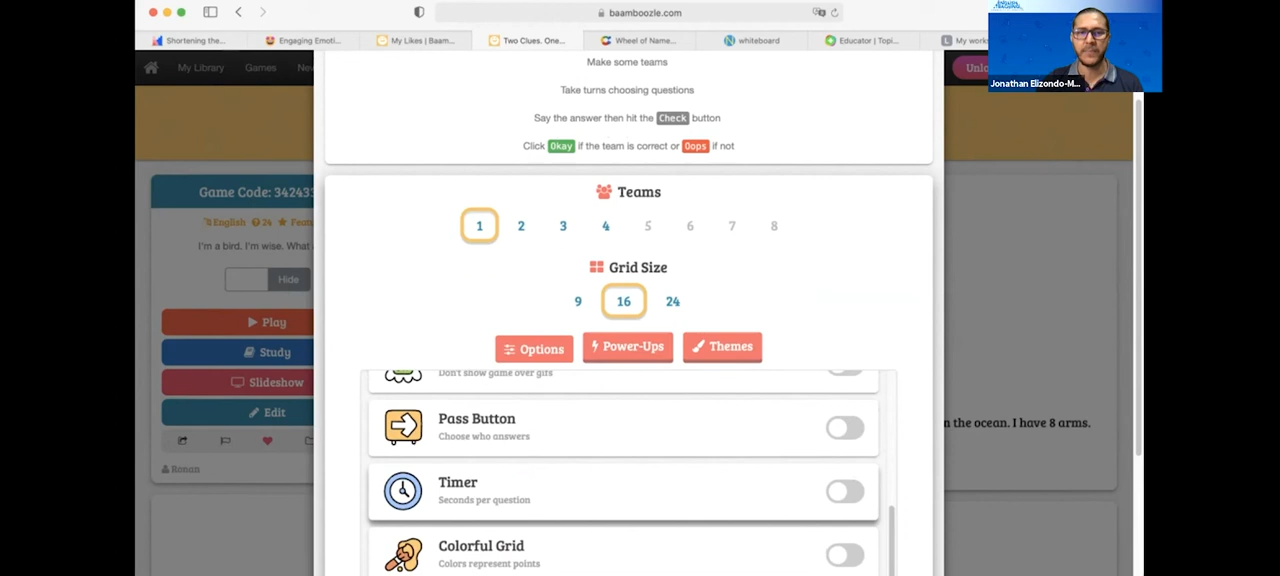 baamboozle.com
Shortening the...
Engaging Emoti...
My Likes | Baam...
Two Clues. One...
Wheel of Name...
whiteboard
Educator | Topi...
My works
My Library
Games
Jonathan Elizondo-M...
Make some teams
Take turns choosing questions
Say the answer then hit the Check button
Click Okay if the team is correct or Oops if not
Game Code: 342433
English 24 Feat
I'm a bird. I'm wise. What
Hide
Play
Study
Slideshow
Edit
Ronan
Teams
1 2 3 4 5 6 7 8
Grid Size
9 16 24
Options
Power-Ups
Themes
Don't show game over gifs
Pass Button
Choose who answers
Timer
Seconds per question
Colorful Grid
Colors represent points
n the ocean. I have 8 arms.